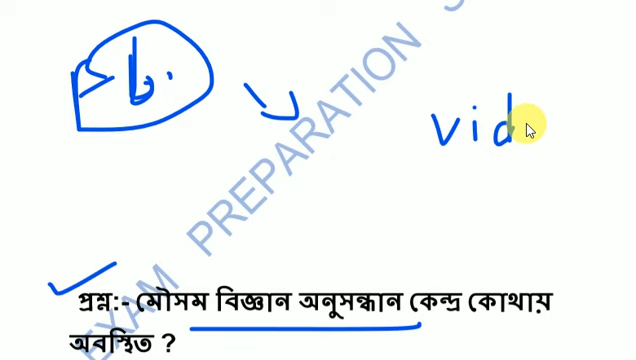 vid
EXAM PREPARATION S
প্রশ্ন:- মৌসম বিজ্ঞান অনুসন্ধান কেন্দ্র কোথায়
অবস্থিত ?